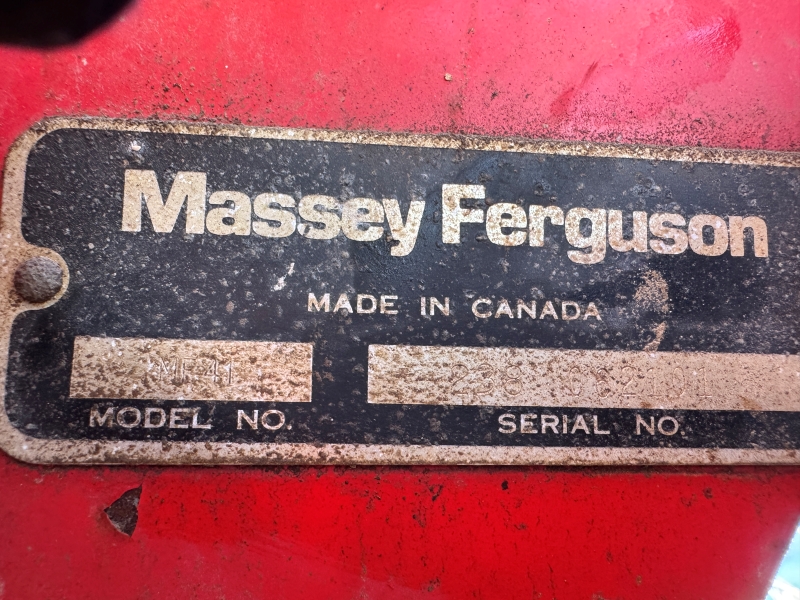 Massey Ferguson
MADE IN CANADA
MF41
MODEL NO.
SERIAL NO.